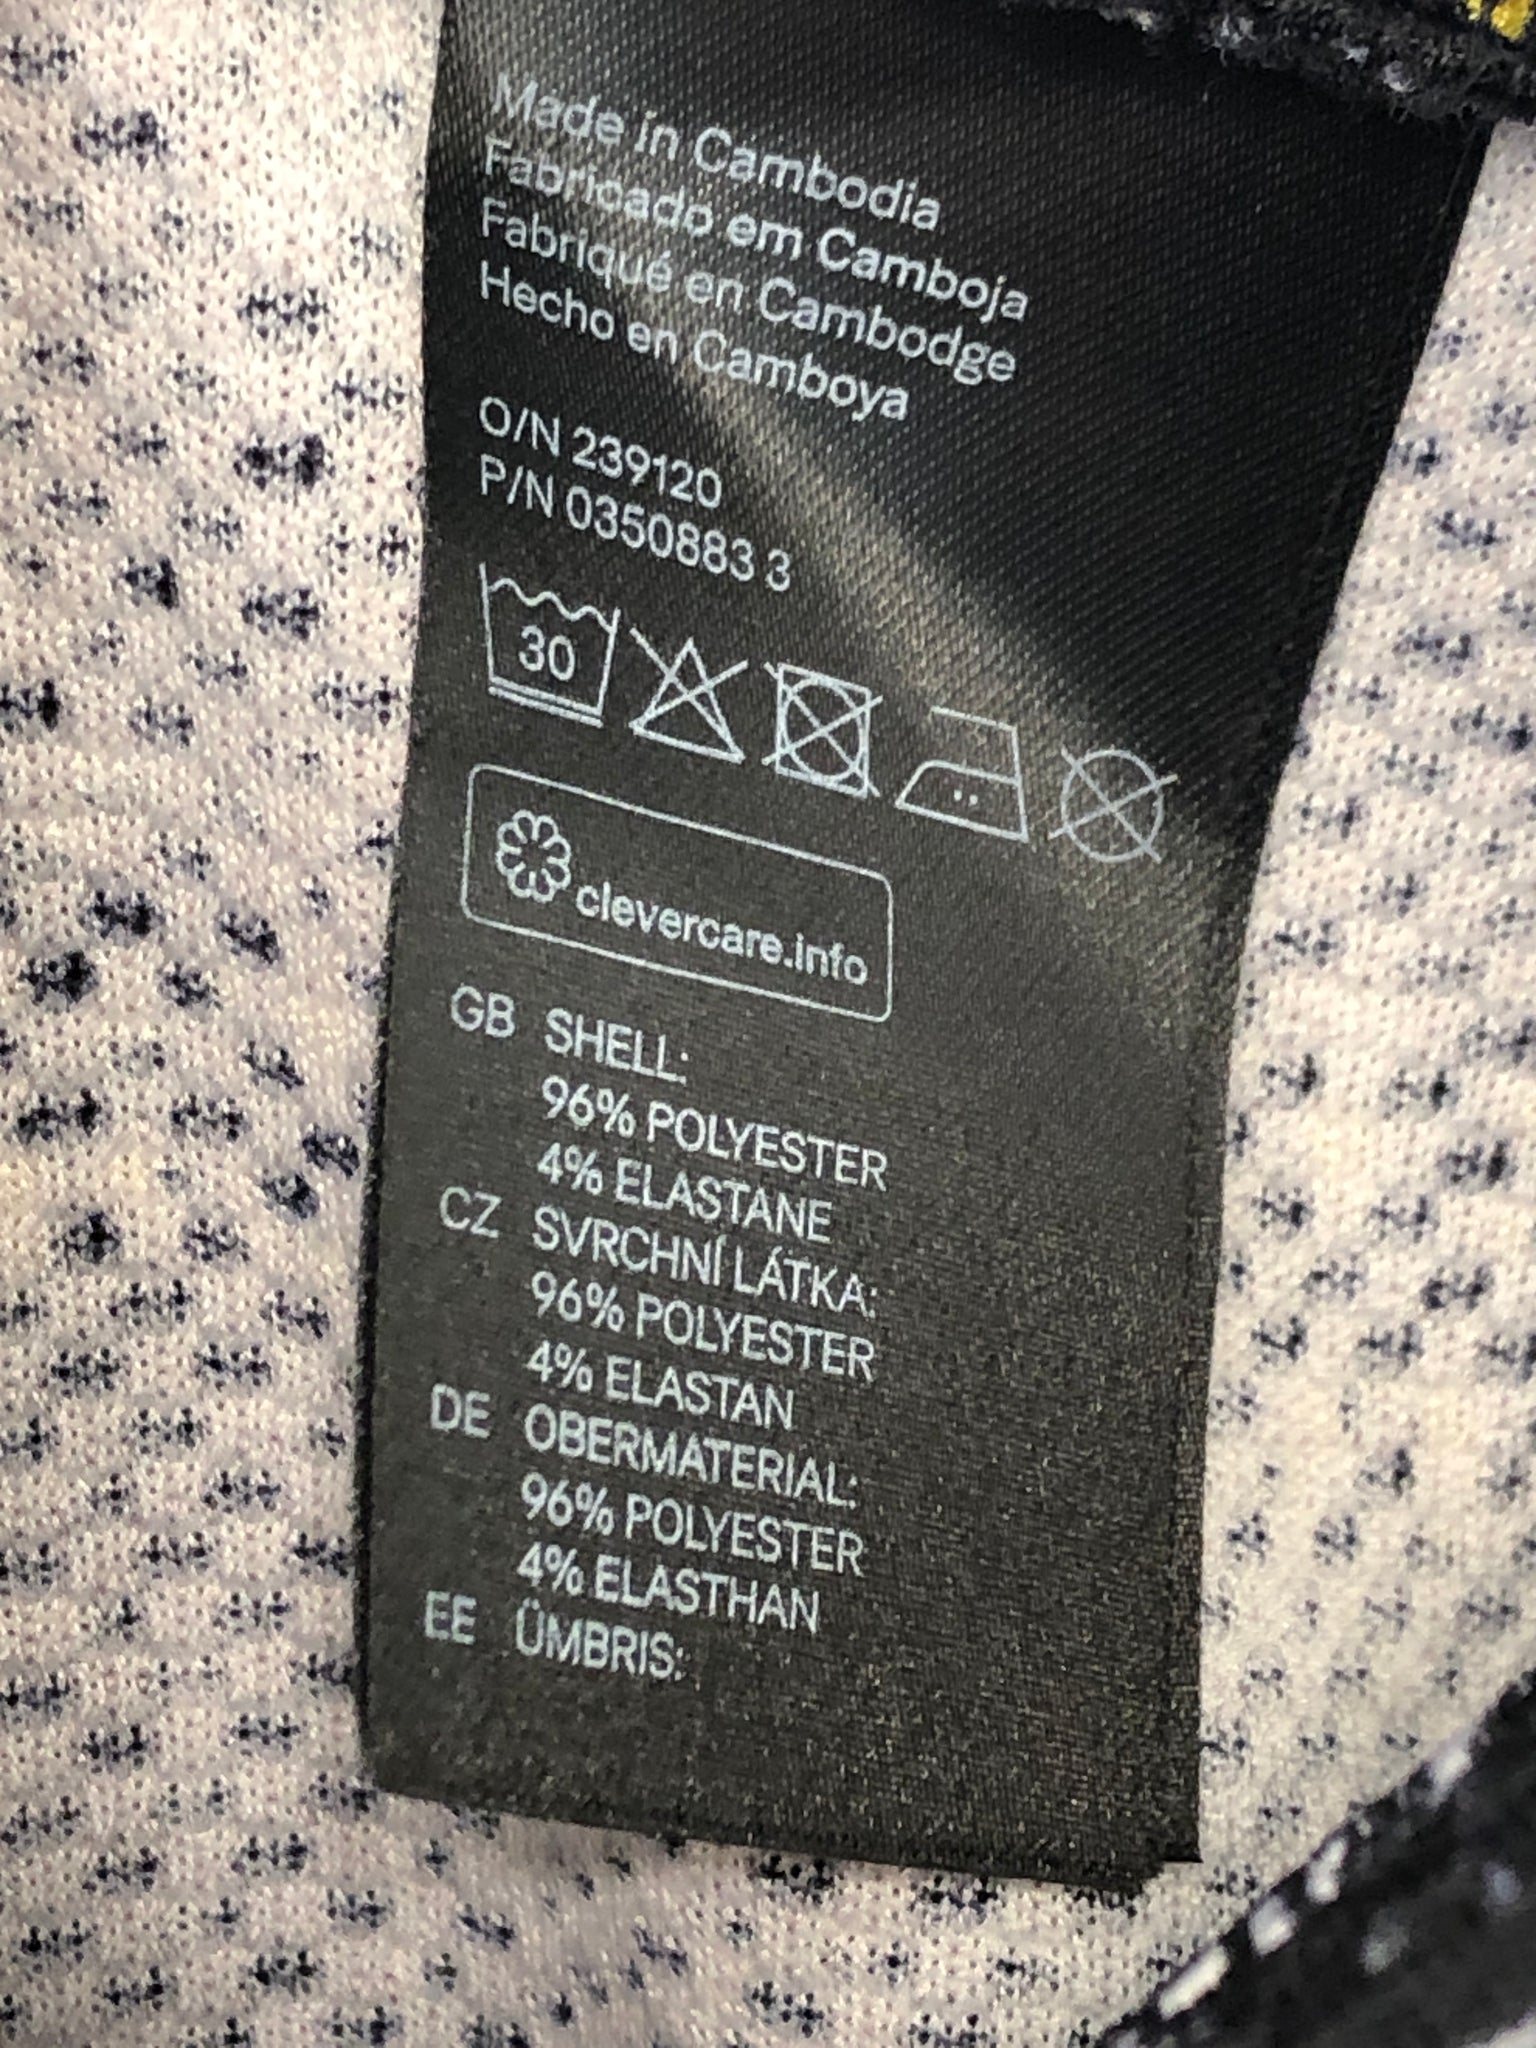 Made in Cambodia
Fabricado em Camboja
Fabriqué en Cambodge
Hecho en Camboya
O/N 239120
P/N 0350883 3
30
clevercare.info
GB SHELL:
96% POLYESTER
4% ELASTANE
CZ SVRCHNÍ LÁTKA:
96% POLYESTER
4% ELASTAN
DE OBERMATERIAL:
96% POLYESTER
4% ELASTHAN
EE ÜMBRIS: